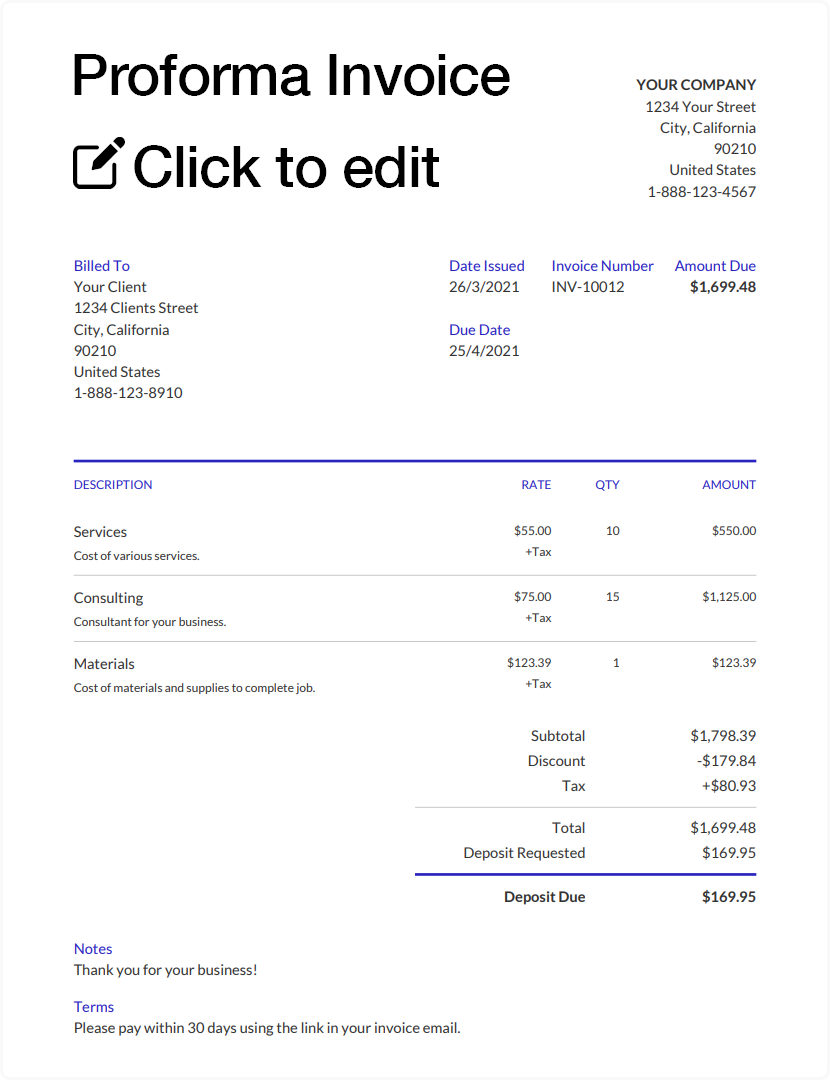 Proforma Invoice
Click to edit
YOUR COMPANY
1234 Your Street
City, California
90210
United States
1-888-123-4567
Billed To
Your Client
1234 Clients Street
City, California
90210
United States
1-888-123-8910
Date Issued
26/3/2021
Due Date
25/4/2021
Invoice Number
INV-10012
Amount Due
$1,699.48
DESCRIPTION RATE QTY AMOUNT
Services $55.00 10 $550.00
Cost of various services. +Tax
Consulting $75.00 15 $1,125.00
Consultant for your business. +Tax
Materials $123.39 1 $123.39
Cost of materials and supplies to complete job. +Tax
Subtotal $1,798.39
Discount -$179.84
Tax +$80.93
Total $1,699.48
Deposit Requested $169.95
Deposit Due $169.95
Notes
Thank you for your business!
Terms
Please pay within 30 days using the link in your invoice email.